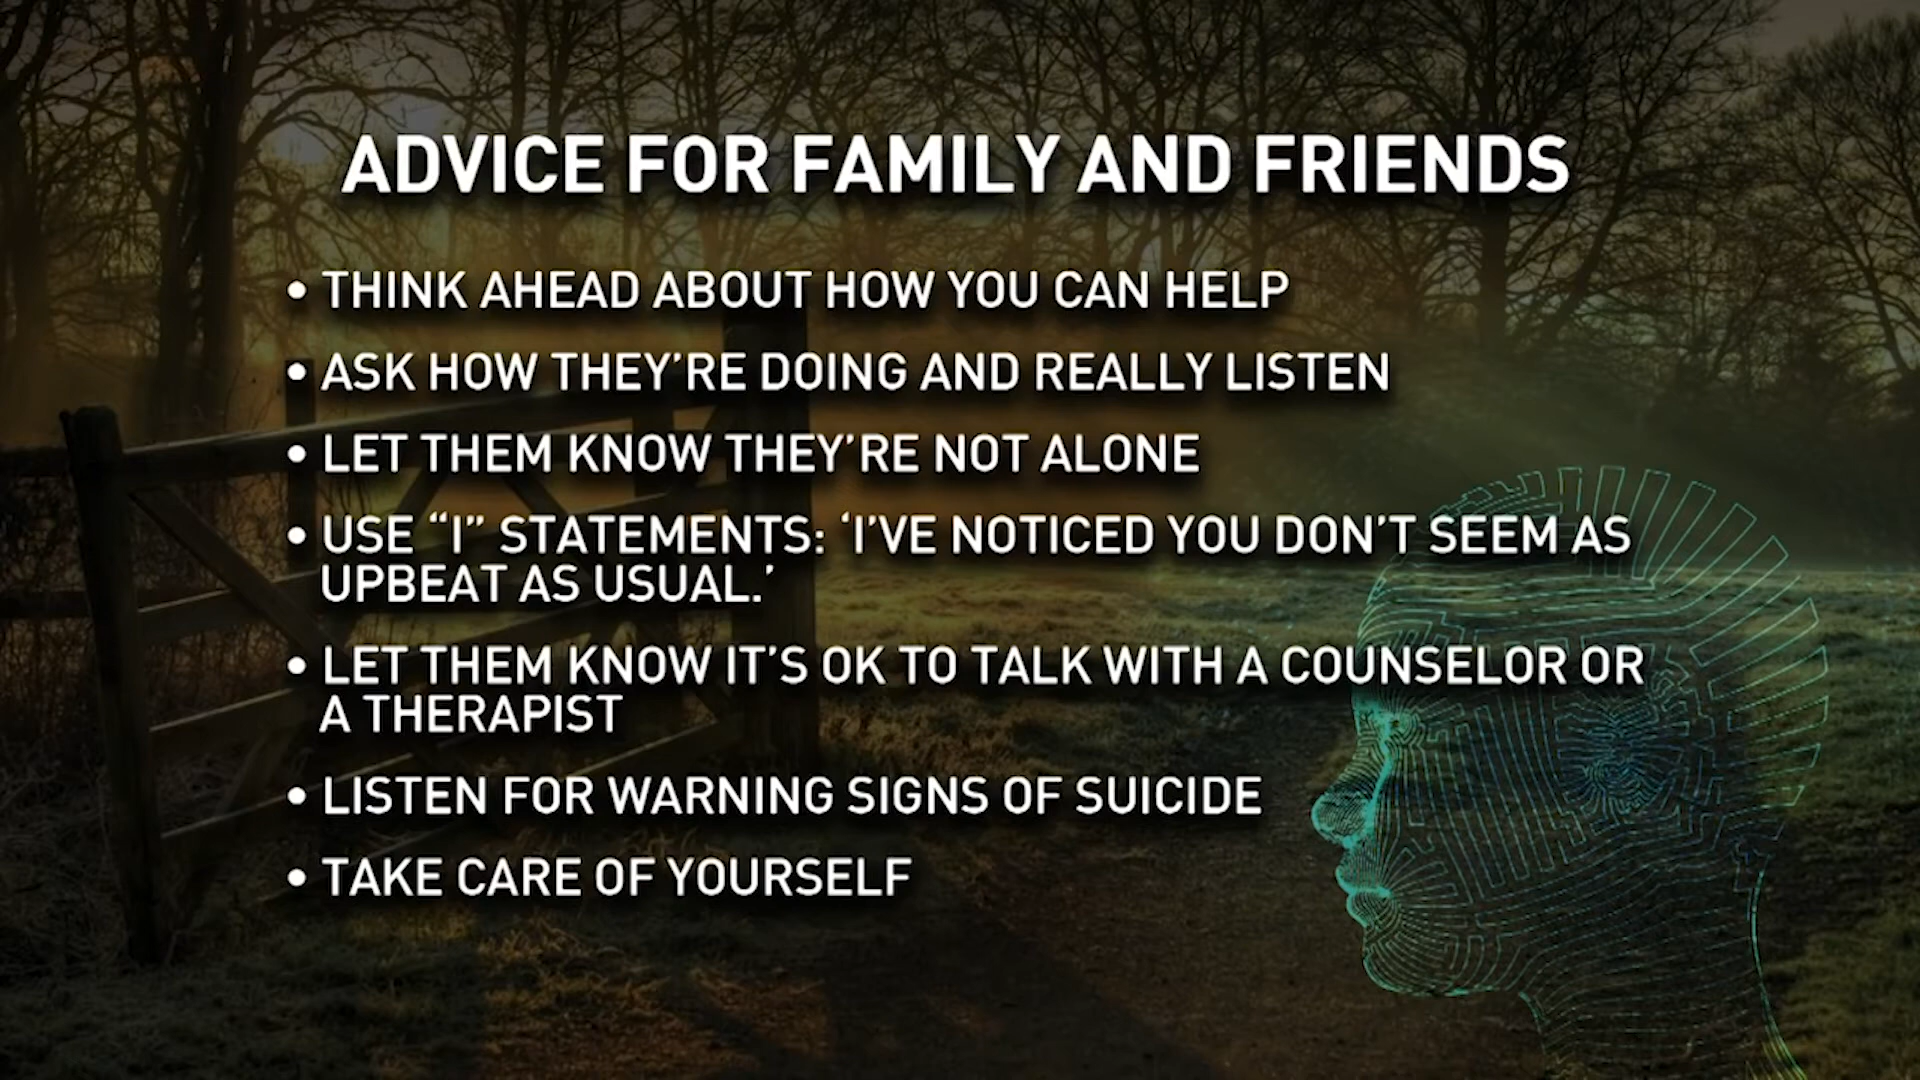 ADVICE FOR FAMILY AND FRIENDS
• THINK AHEAD ABOUT HOW YOU CAN HELP
• ASK HOW THEY’RE DOING AND REALLY LISTEN
• LET THEM KNOW THEY’RE NOT ALONE
• USE “I” STATEMENTS: ‘I’VE NOTICED YOU DON’T SEEM AS
UPBEAT AS USUAL.’
• LET THEM KNOW IT’S OK TO TALK WITH A COUNSELOR OR
A THERAPIST
• LISTEN FOR WARNING SIGNS OF SUICIDE
• TAKE CARE OF YOURSELF